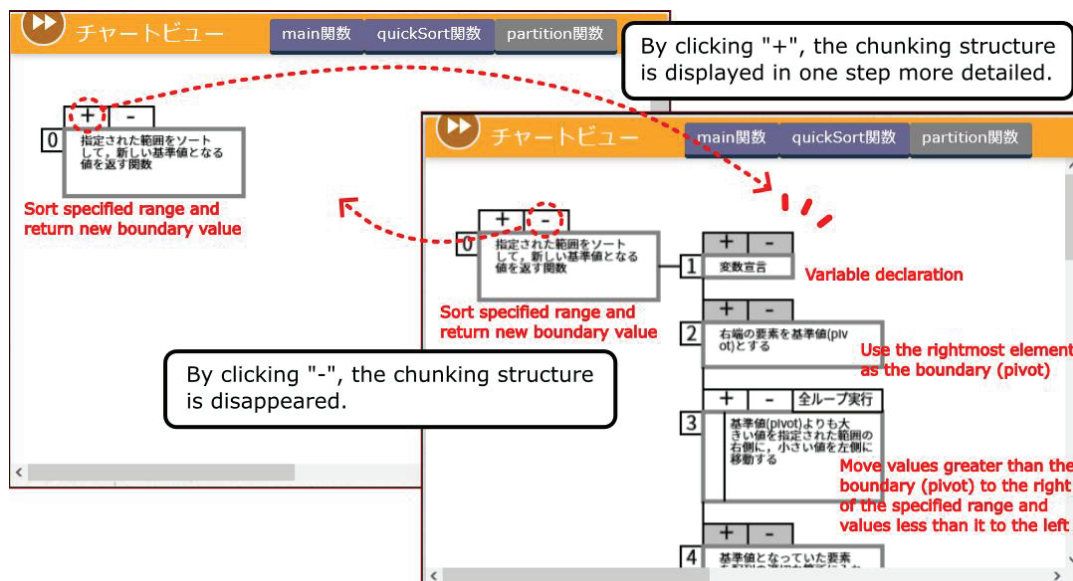 チャートビュー
main関数 quickSort関数 partition関数
By clicking "+", the chunking structure
is displayed in one step more detailed.
+ -
0
指定された範囲をソート
して，新しい基準値となる
値を返す関数
Sort specified range and
return new boundary value
チャートビュー
main関数 quickSort関数 partition関数
+ -
0
指定された範囲をソート
して，新しい基準値となる
値を返す関数
Sort specified range and
return new boundary value
+ -
1
変数宣言
Variable declaration
+ -
2
右端の要素を基準値(piv
ot)とする
Use the rightmost element
as the boundary (pivot)
+ - 全ループ実行
3
基準値(pivot)よりも大
きい値を指定された範囲の
右側に，小さい値を左側に
移動する
Move values greater than the
boundary (pivot) to the right
of the specified range and
values less than it to the left
+ -
4
基準値となっていた要素
By clicking "-", the chunking structure
is disappeared.